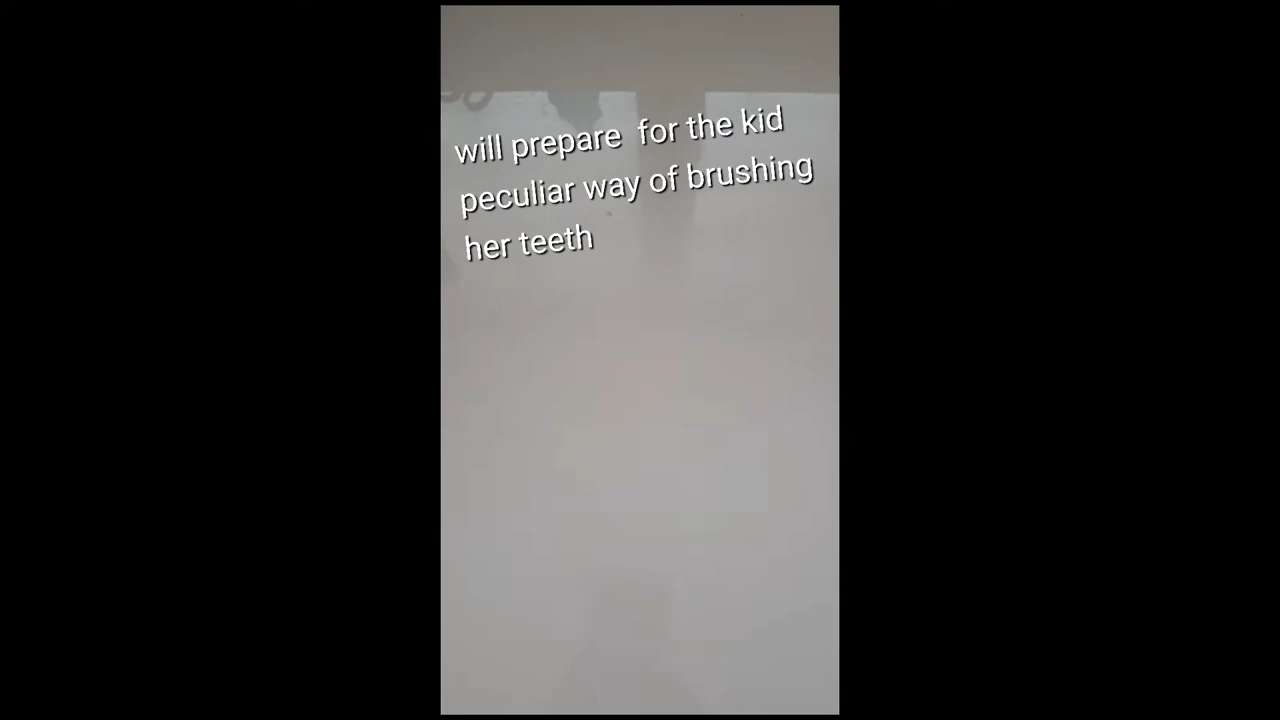 will prepare for the kid
peculiar way of brushing
her teeth